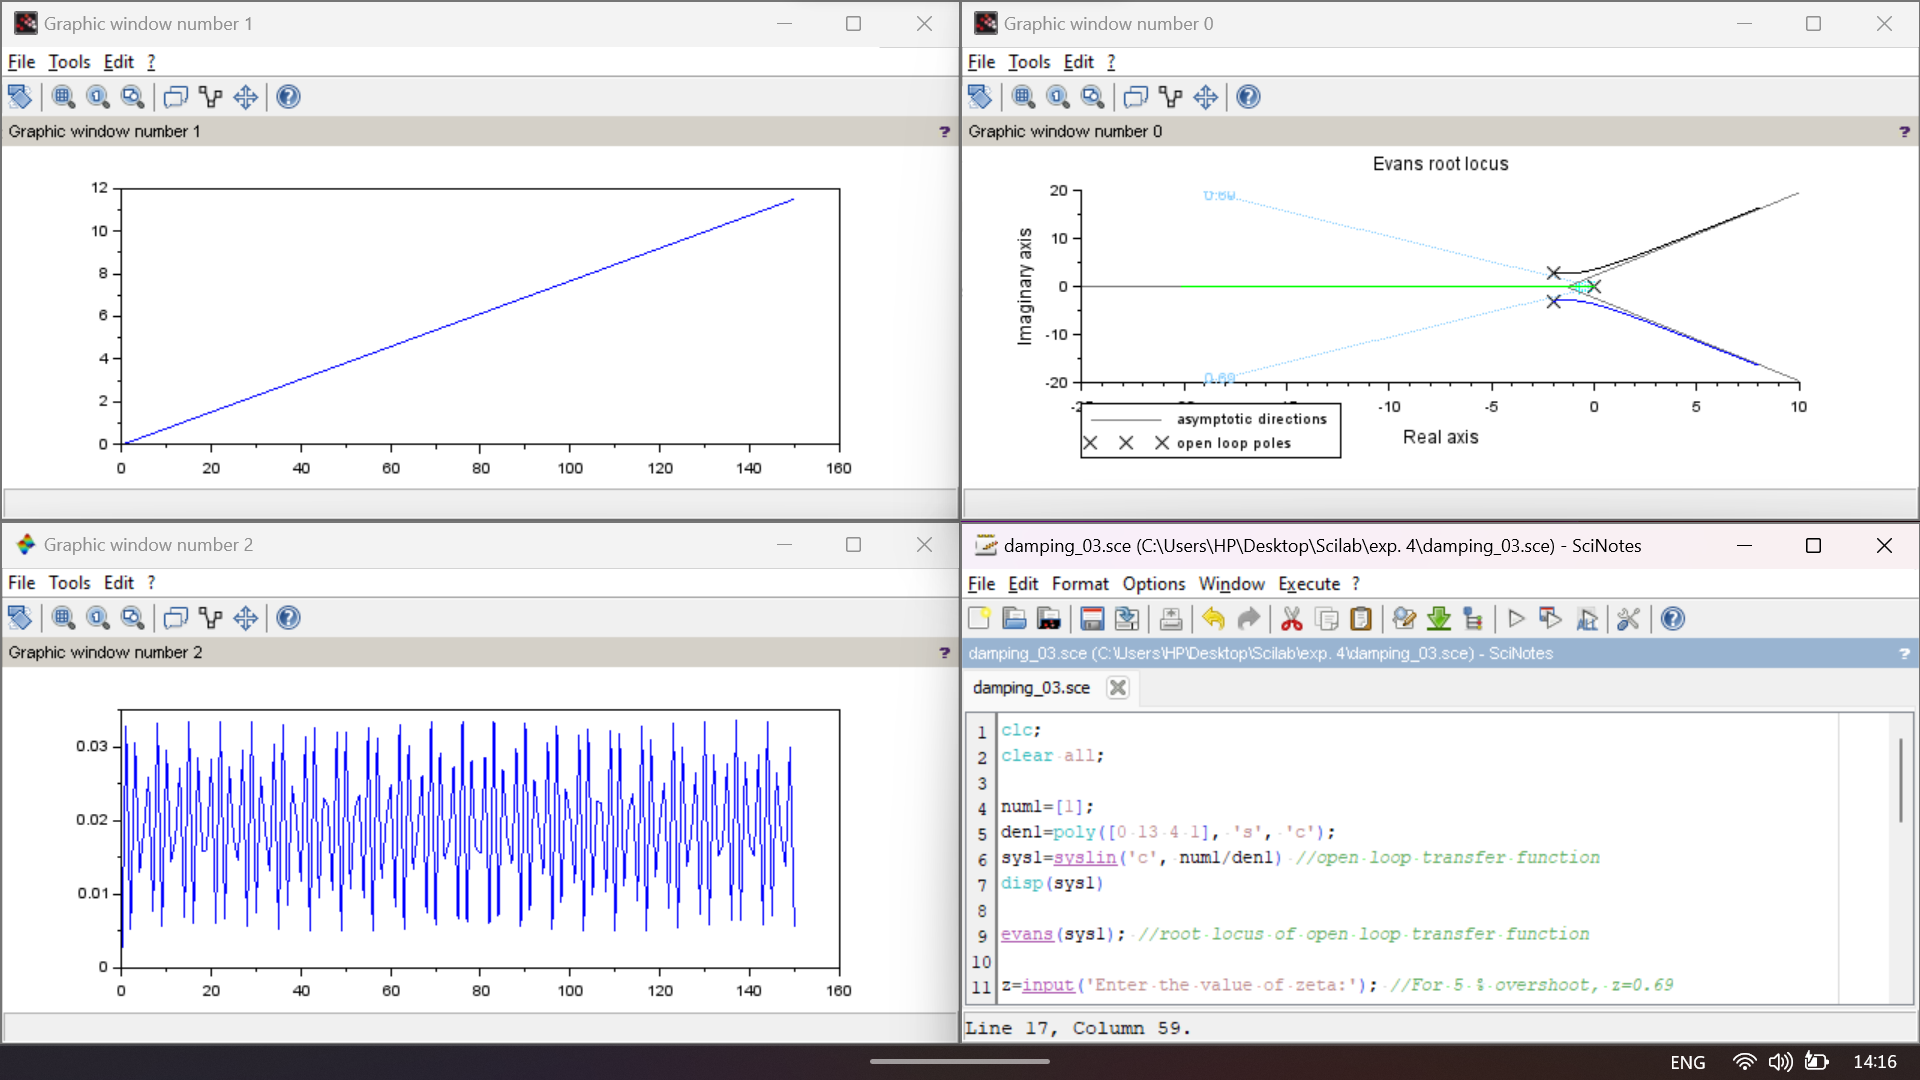 Graphic window number 1
File Tools Edit ?
Graphic window number 1 ?
12
10
8
6
4
2
0
0 20 40 60 80 100 120 140 160
Graphic window number 0
File Tools Edit ?
Graphic window number 0 ?
Evans root locus
Imaginary axis
20
10
0
-10
-20
0.69
0.69
-10 -5 0 5 10
Real axis
asymptotic directions
open loop poles
Graphic window number 2
File Tools Edit ?
Graphic window number 2 ?
0.03
0.02
0.01
0
0 20 40 60 80 100 120 140 160
damping_03.sce (C:\Users\HP\Desktop\Scilab\exp. 4\damping_03.sce) - SciNotes
File Edit Format Options Window Execute ?
damping_03.sce (C:\Users\HP\Desktop\Scilab\exp. 4\damping_03.sce) - SciNotes ?
damping_03.sce
1 clc;
2 clear all;
3
4 num1=[1];
5 den1=poly([0 13 4 1], 's', 'c');
6 sys1=syslin('c', num1/den1) //open loop transfer function
7 disp(sys1)
8
9 evans(sys1); //root locus of open loop transfer function
10
11 z=input('Enter the value of zeta:'); //For 5 % overshoot, z=0.69
Line 17, Column 59.
ENG 14:16